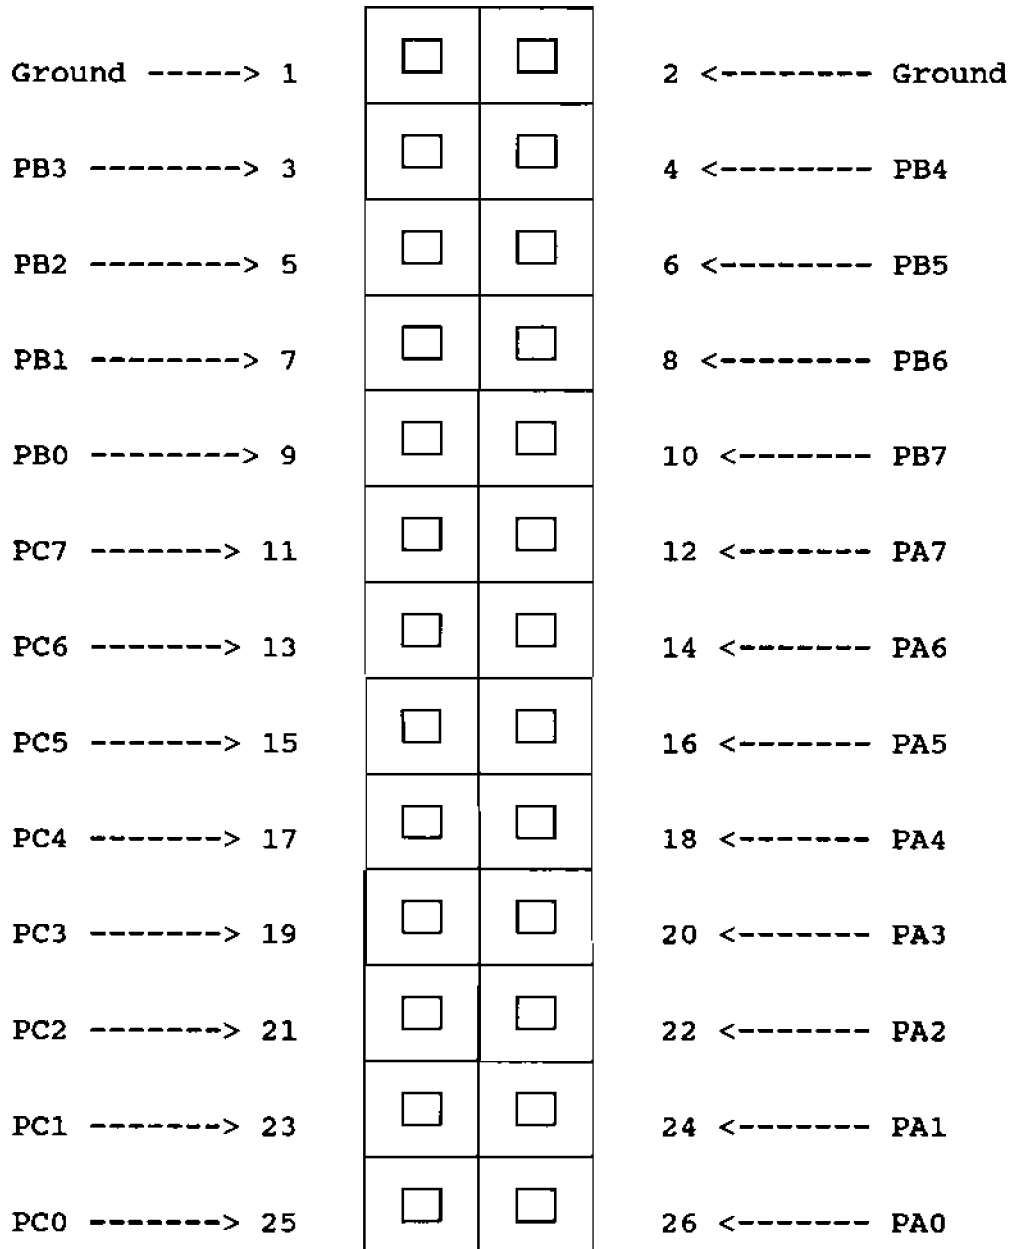 Ground -----> 1 2 <-------- Ground
PB3 --------> 3 4 <-------- PB4
PB2 --------> 5 6 <-------- PB5
PB1 --------> 7 8 <-------- PB6
PB0 --------> 9 10 <------- PB7
PC7 -------> 11 12 <------- PA7
PC6 -------> 13 14 <------- PA6
PC5 -------> 15 16 <------- PA5
PC4 -------> 17 18 <------- PA4
PC3 -------> 19 20 <------- PA3
PC2 -------> 21 22 <------- PA2
PC1 -------> 23 24 <------- PA1
PC0 -------> 25 26 <------- PA0